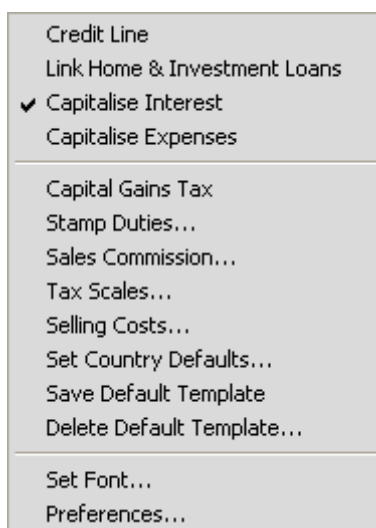 Credit Line
Link Home & Investment Loans
Capitalise Interest
Capitalise Expenses
Capital Gains Tax
Stamp Duties...
Sales Commission...
Tax Scales...
Selling Costs...
Set Country Defaults...
Save Default Template
Delete Default Template...
Set Font...
Preferences...